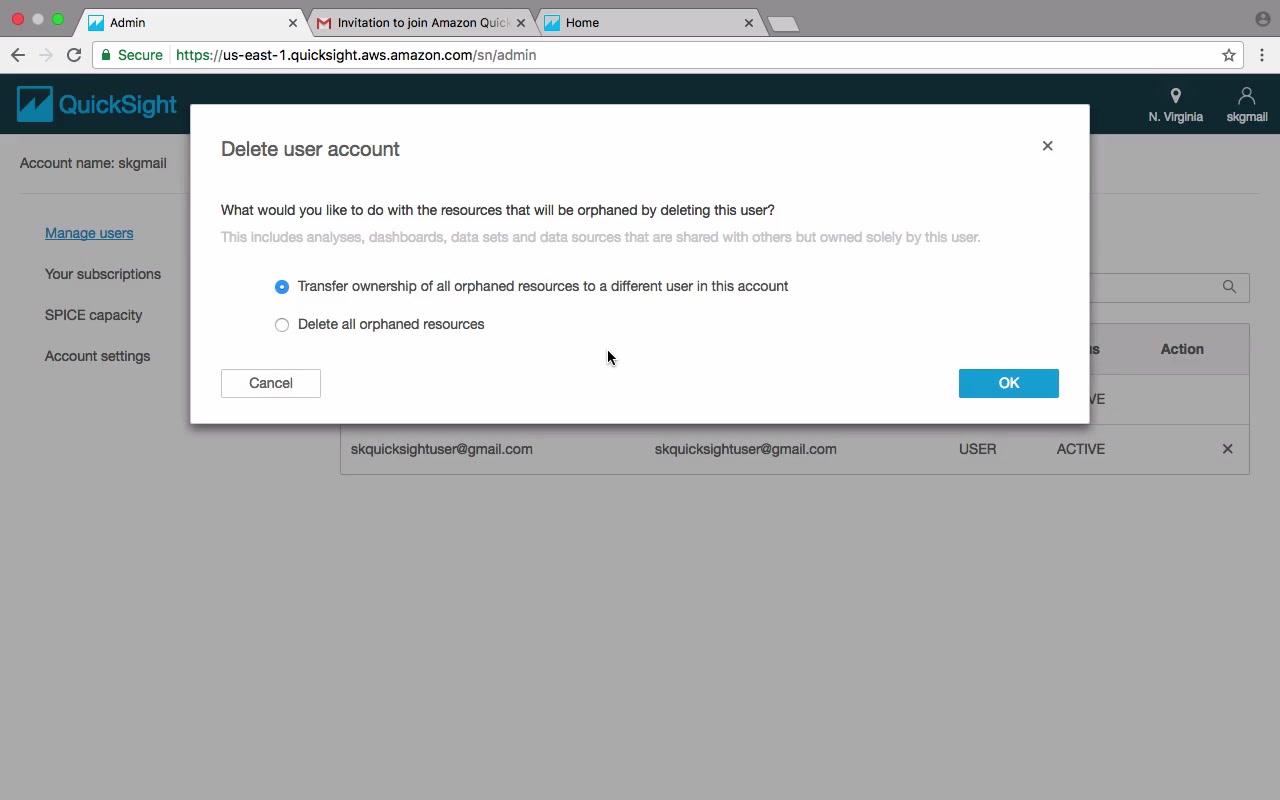 Admin
Invitation to join Amazon Quick
Home
Secure https://us-east-1.quicksight.aws.amazon.com/sn/admin
QuickSight
N. Virginia
skgmail
Account name: skgmail
Manage users
Your subscriptions
SPICE capacity
Account settings
Delete user account
What would you like to do with the resources that will be orphaned by deleting this user?
This includes analyses, dashboards, data sets and data sources that are shared with others but owned solely by this user.
Transfer ownership of all orphaned resources to a different user in this account
Delete all orphaned resources
Cancel
OK
Action
skquicksightuser@gmail.com skquicksightuser@gmail.com USER ACTIVE